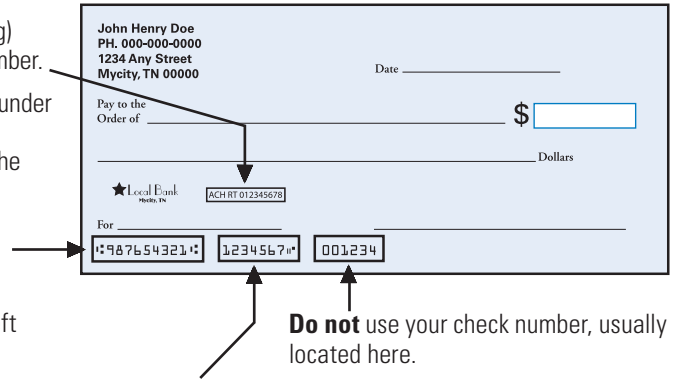 g)
mber.
under
he
ft
John Henry Doe
PH. 000-000-0000
1234 Any Street
Mycity, TN 00000
Date
Pay to the
Order of
$
Dollars
Local Bank
Mycity, TN
ACH RT 012345678
For
⑆987654321⑆ 1234567⑈ 001234
Do not use your check number, usually
located here.